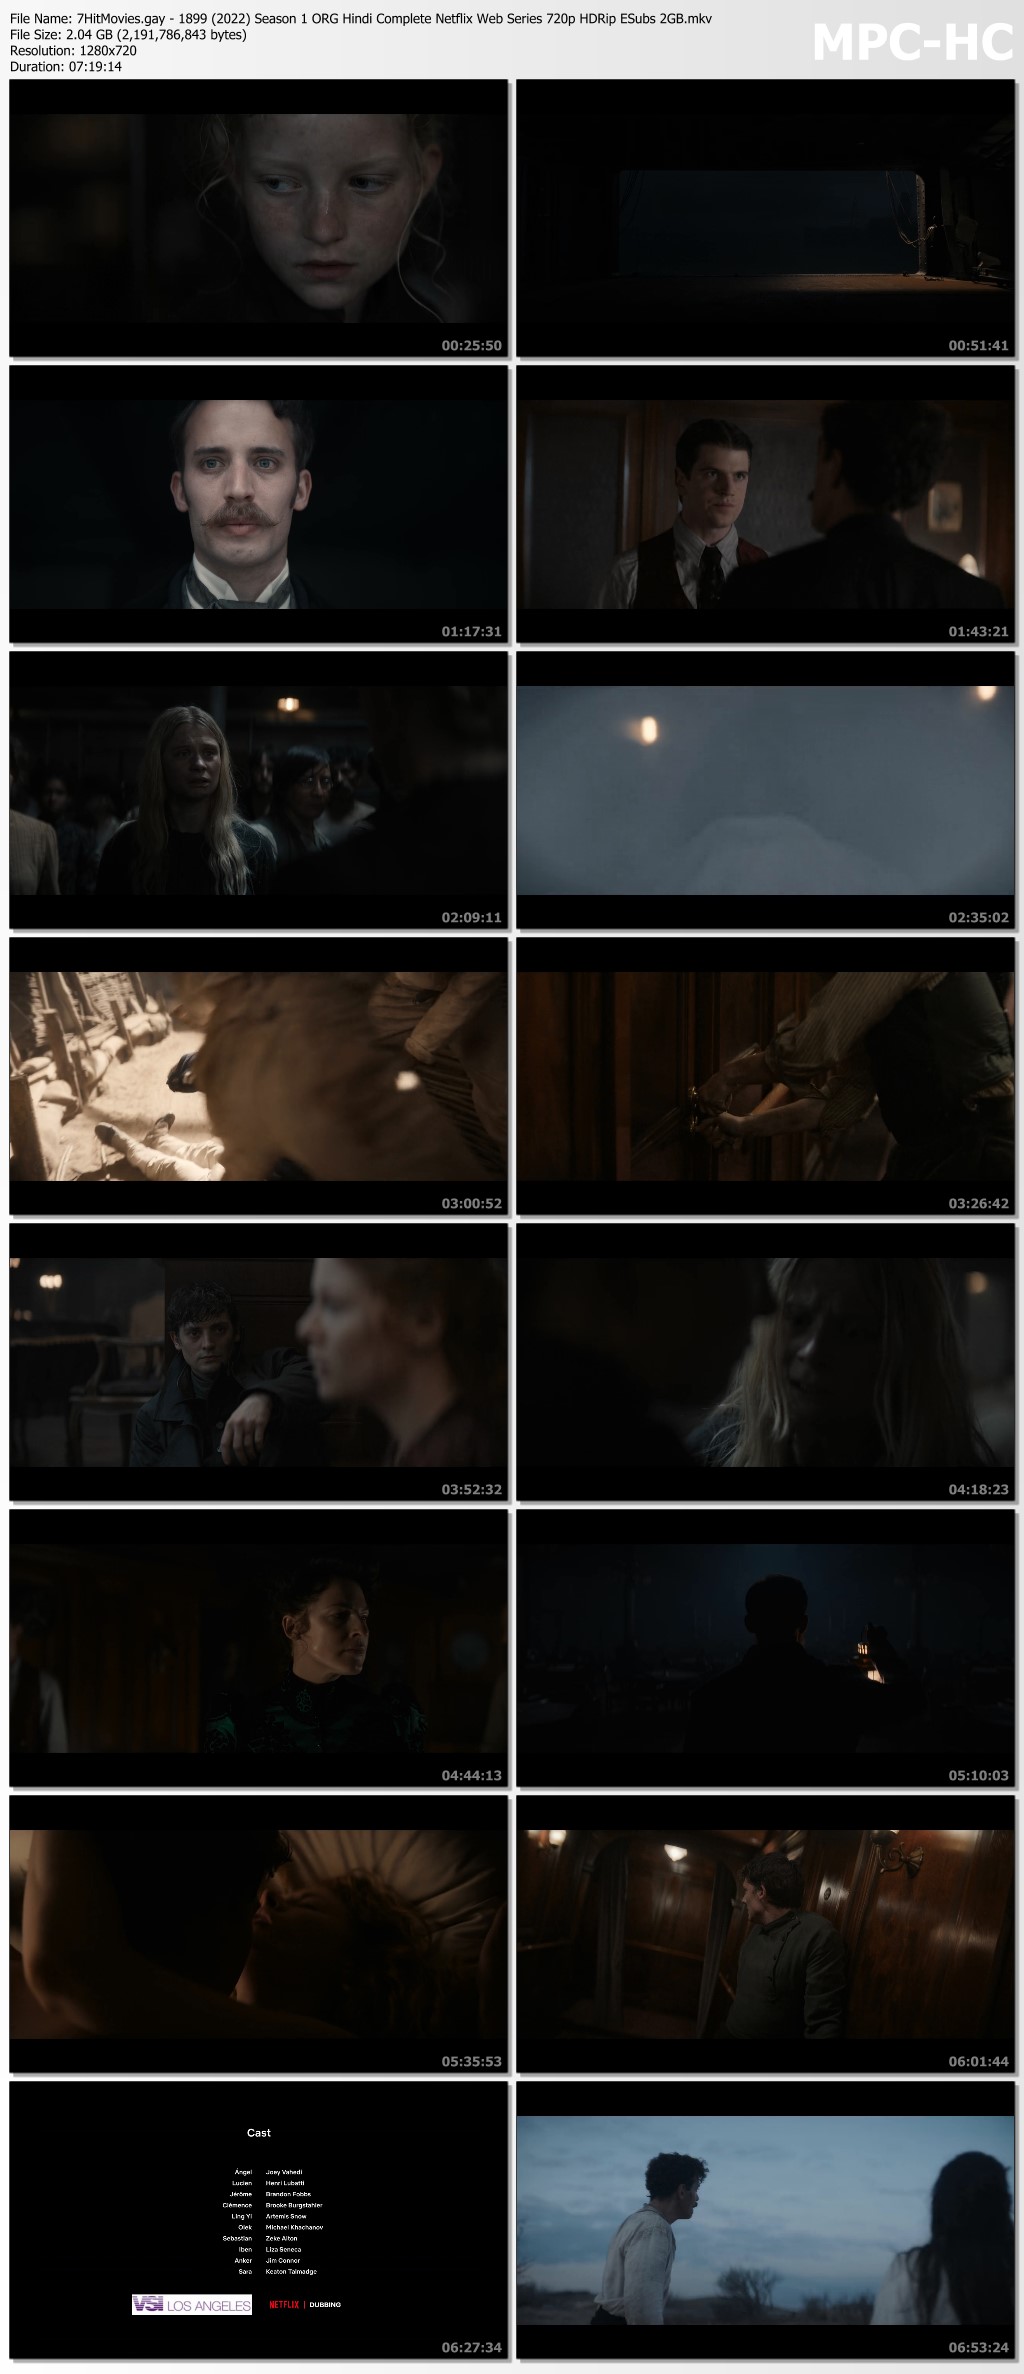 File Name: 7HitMovies.gay - 1899 (2022) Season 1 ORG Hindi Complete Netflix Web Series 720p HDRip ESubs 2GB.mkv
File Size: 2.04 GB (2,191,786,843 bytes)
Resolution: 1280x720
Duration: 07:19:14
MPC-HC
00:25:50
00:51:41
01:17:31
01:43:21
02:09:11
02:35:02
03:00:52
03:26:42
03:52:32
04:18:23
04:44:13
05:10:03
05:35:53
06:01:44
Cast
Ángel Joey Vahedi
Lucien Henri Lubatti
Jérôme Brandon Fobbs
Clémence Brooke Burgstahler
Ling Yi Artemis Snow
Olek Michael Khachanov
Sebastian Zeke Alton
Iben Liza Seneca
Anker Jim Connor
Sara Keaton Talmadge
VSI LOS ANGELES NETFLIX | DUBBING
06:27:34
06:53:24